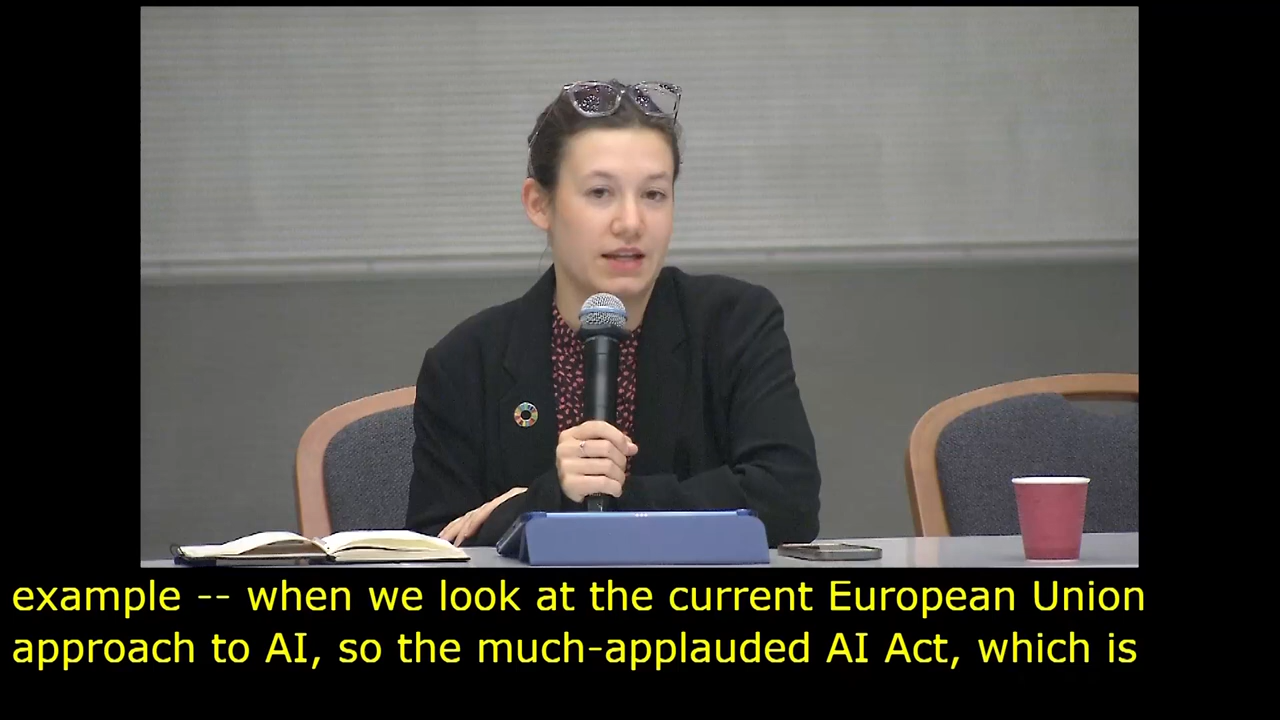 example -- when we look at the current European Union
approach to AI, so the much-applauded AI Act, which is